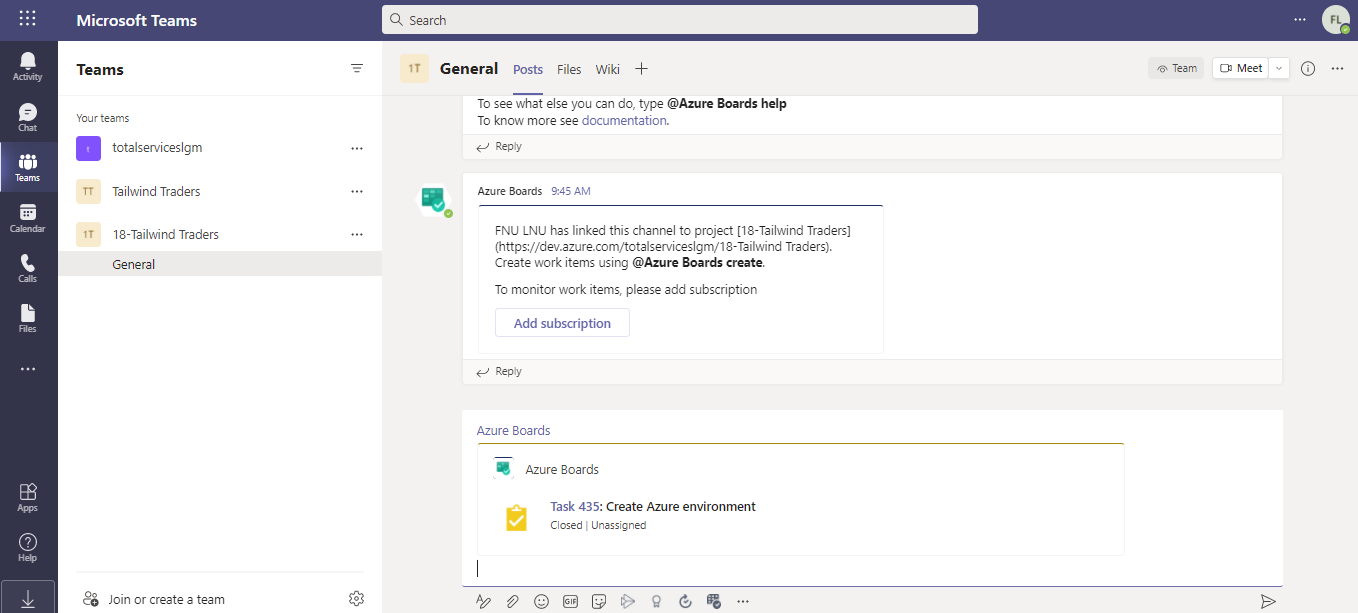 Microsoft Teams
Search
FL
Activity
Chat
Teams
Calendar
Calls
Files
Apps
Help
Teams
Your teams
t
totalserviceslgm
TT
Tailwind Traders
1T
18-Tailwind Traders
General
Join or create a team
1T
General
Posts
Files
Wiki
Team
Meet
To see what else you can do, type @Azure Boards help
To know more see documentation.
Reply
Azure Boards 9:45 AM
FNU LNU has linked this channel to project [18-Tailwind Traders]
(https://dev.azure.com/totalserviceslgm/18-Tailwind Traders).
Create work items using @Azure Boards create.
To monitor work items, please add subscription
Add subscription
Reply
Azure Boards
Azure Boards
Task 435: Create Azure environment
Closed | Unassigned
GIF